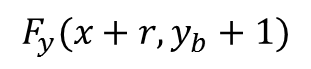 F_y(x + r, y_b + 1)